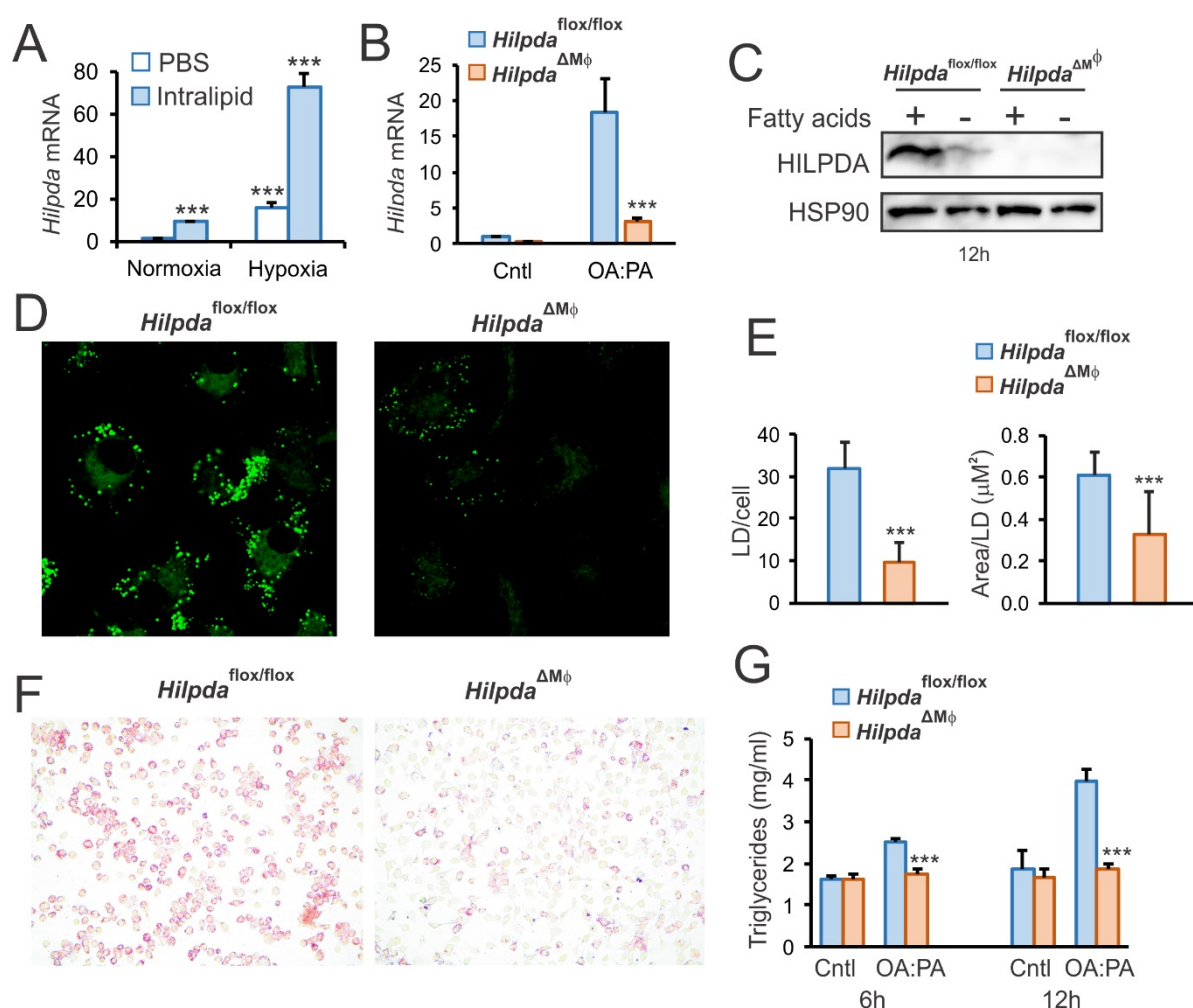 A
PBS
Intralipid
Hilpda mRNA
80
60
40
20
0
***
***
***
Normoxia
Hypoxia
B
Hilpda flox/flox
Hilpda ΔMϕ
Hilpda mRNA
25
20
15
10
5
0
***
Cntl
OA:PA
C
Hilpda flox/flox
Hilpda ΔMϕ
Fatty acids + - + -
HILPDA
HSP90
12h
D
Hilpda flox/flox
Hilpda ΔMϕ
E
Hilpda flox/flox
Hilpda ΔMϕ
LD/cell
40
30
20
10
0
***
Area/LD (μM²)
0.8
0.6
0.4
0.2
0.0
***
F
Hilpda flox/flox
Hilpda ΔMϕ
G
Hilpda flox/flox
Hilpda ΔMϕ
Triglycerides (mg/ml)
5
4
3
2
1
0
***
***
Cntl OA:PA Cntl OA:PA
6h 12h